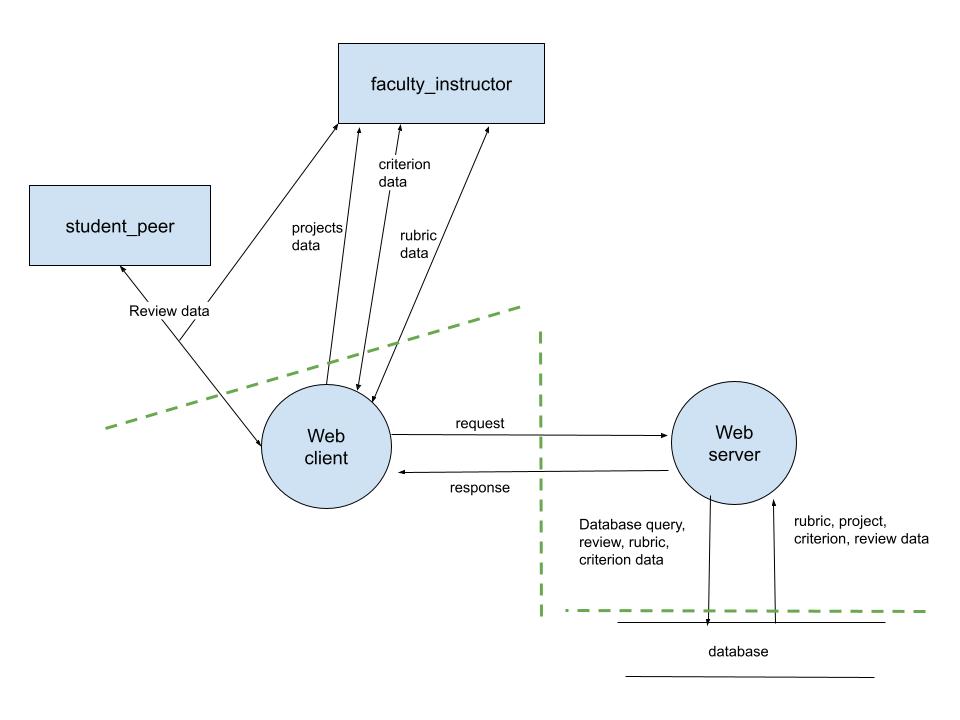 faculty_instructor
student_peer
criterion
data
projects
data
rubric
data
Review data
Web
client
request
response
Web
server
Database query,
review, rubric,
criterion data
rubric, project,
criterion, review data
database